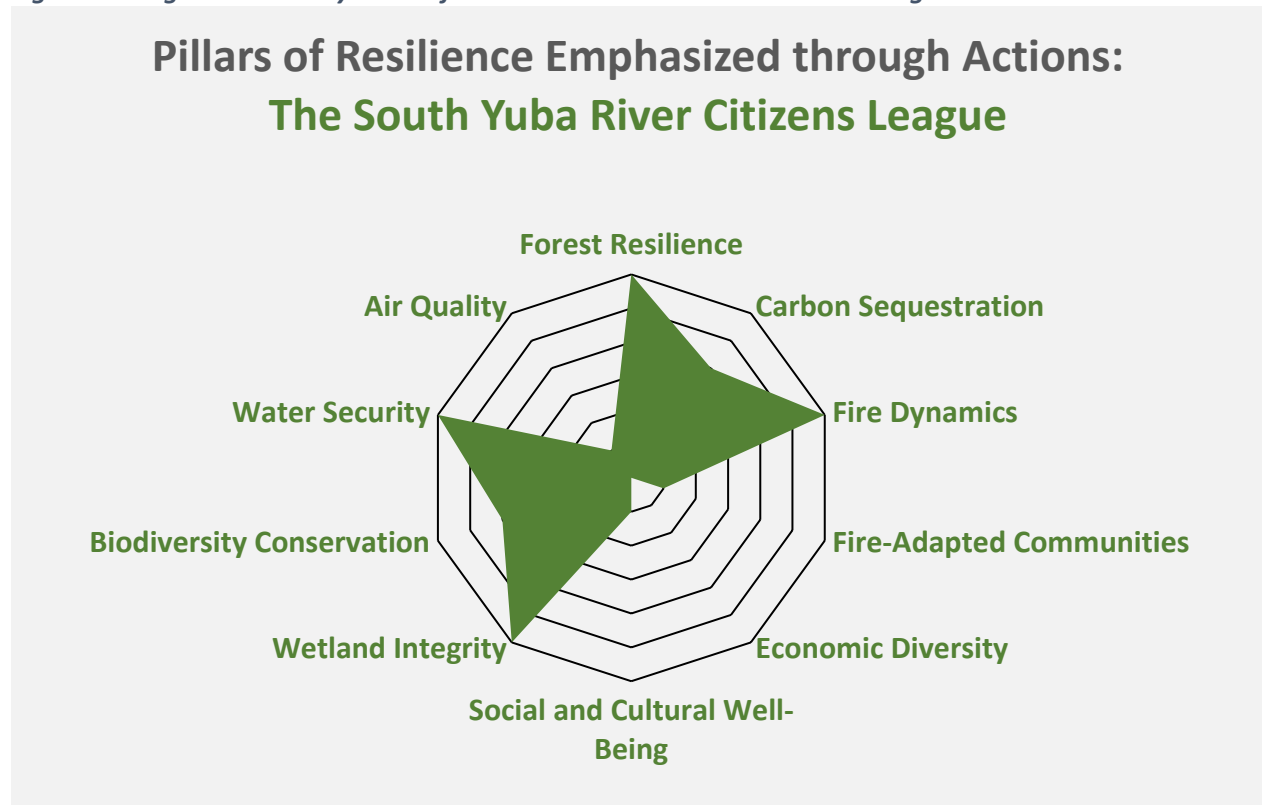 Pillars of Resilience Emphasized through Actions:
The South Yuba River Citizens League
Forest Resilience
Air Quality
Carbon Sequestration
Water Security
Fire Dynamics
Biodiversity Conservation
Fire-Adapted Communities
Wetland Integrity
Economic Diversity
Social and Cultural Well-
Being